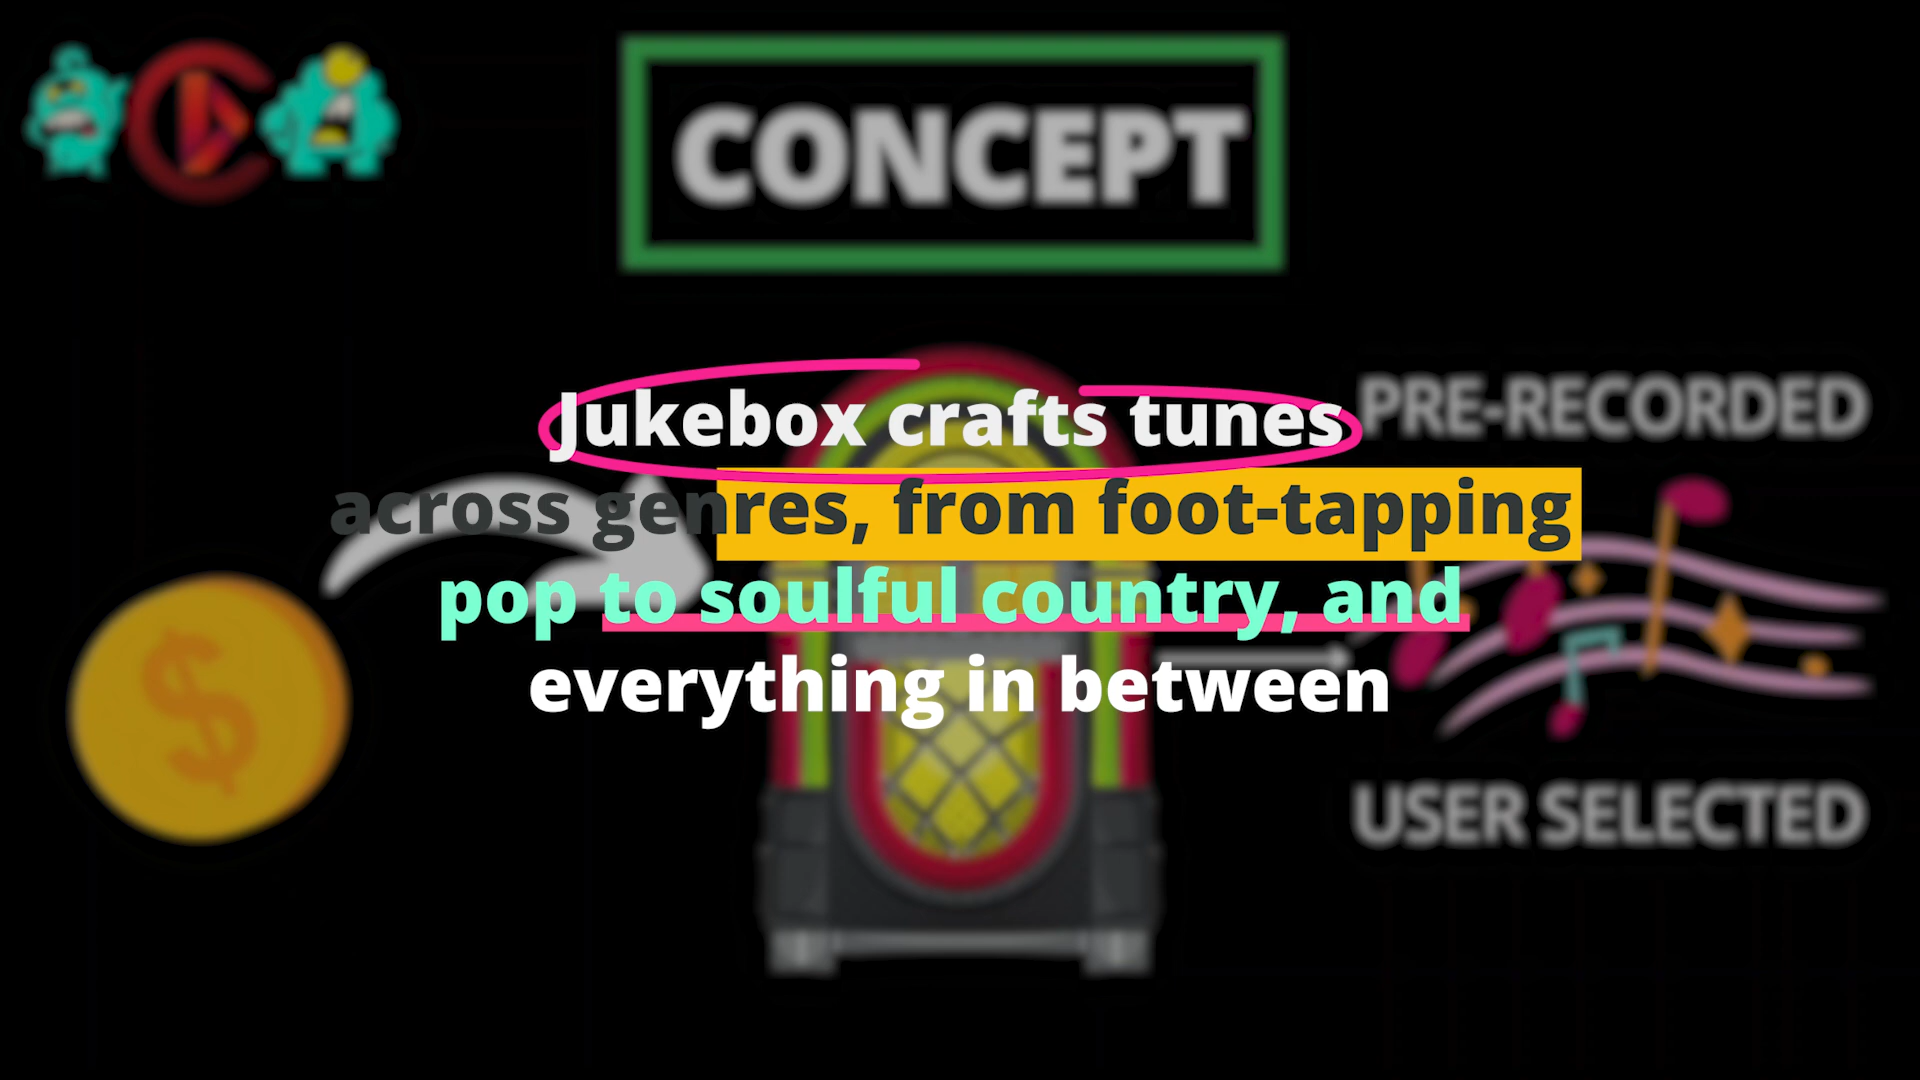 CONCEPT
Jukebox crafts tunes
across genres, from foot-tapping
pop to soulful country, and
everything in between
PRE-RECORDED
USER SELECTED
$